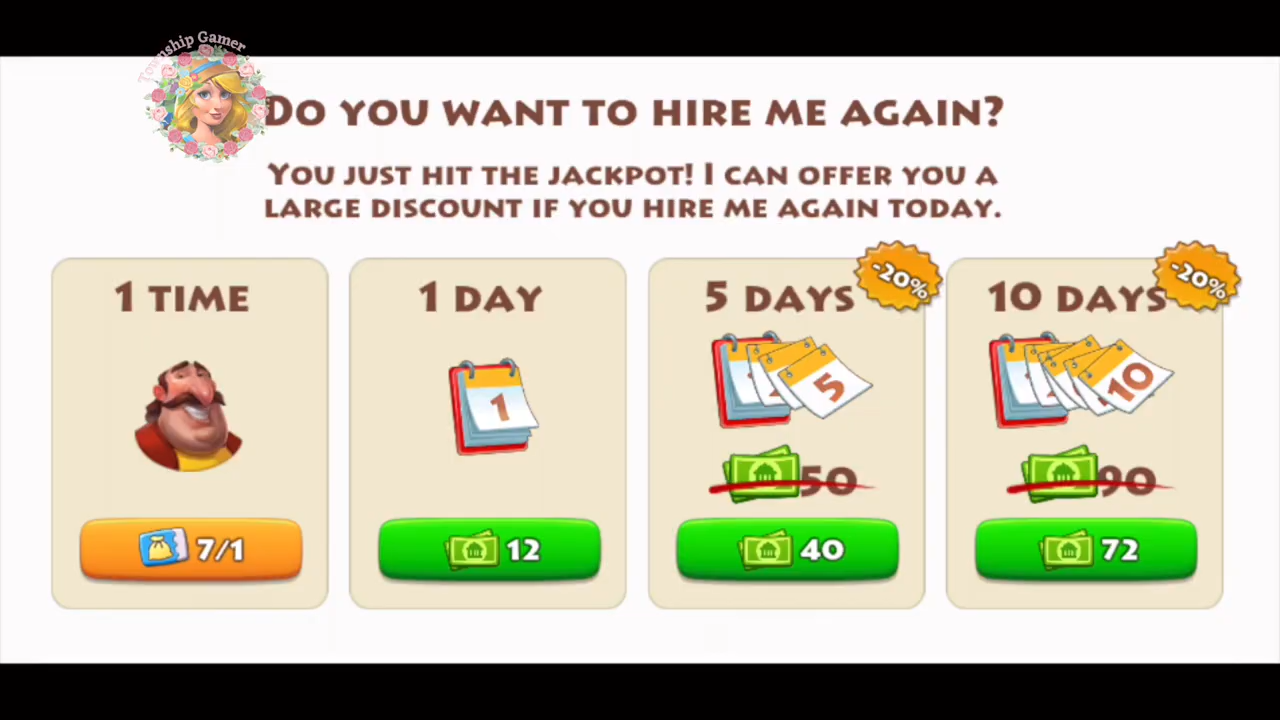 Township Gamer
DO YOU WANT TO HIRE ME AGAIN?
YOU JUST HIT THE JACKPOT! I CAN OFFER YOU A
LARGE DISCOUNT IF YOU HIRE ME AGAIN TODAY.
1 TIME
7/1
1 DAY
1
12
5 DAYS
-20%
5
50
40
10 DAYS
-20%
10
90
72